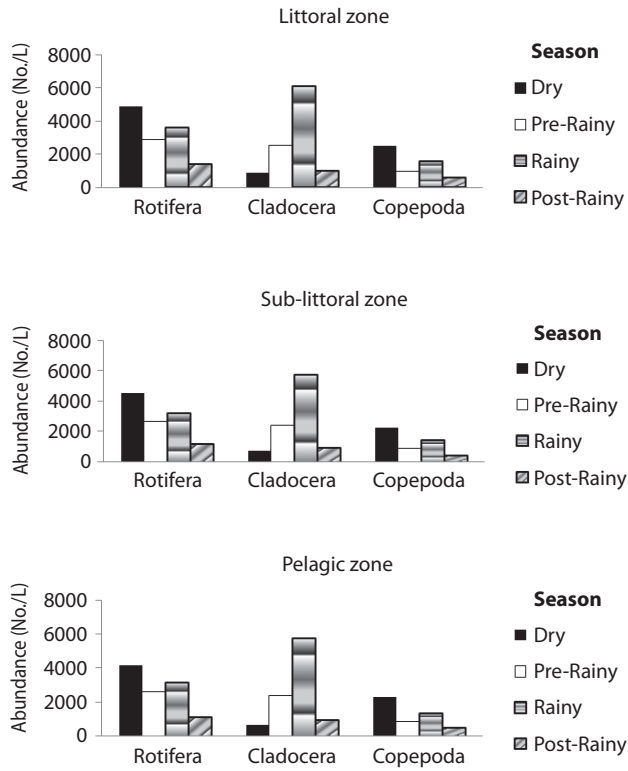 Littoral zone
Abundance (No./L)
8000
6000
4000
2000
0
Rotifera Cladocera Copepoda
Season
Dry
Pre-Rainy
Rainy
Post-Rainy
Sub-littoral zone
Abundance (No./L)
8000
6000
4000
2000
0
Rotifera Cladocera Copepoda
Season
Dry
Pre-Rainy
Rainy
Post-Rainy
Pelagic zone
Abundance (No./L)
8000
6000
4000
2000
0
Rotifera Cladocera Copepoda
Season
Dry
Pre-Rainy
Rainy
Post-Rainy